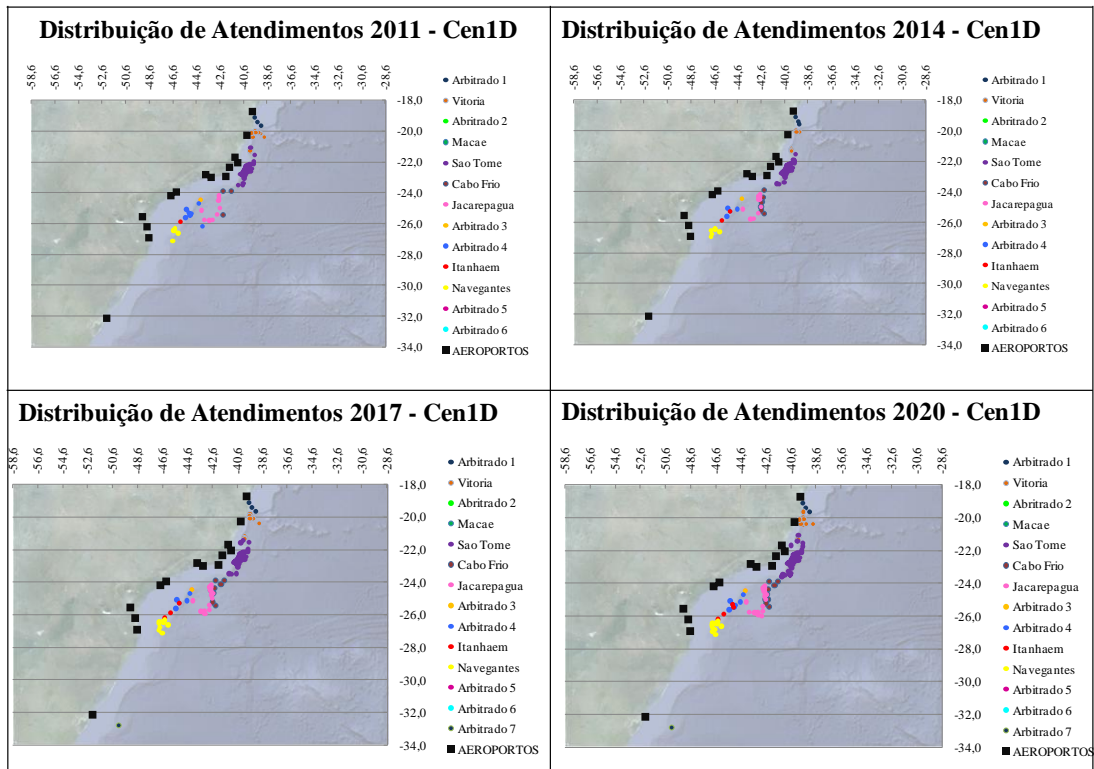 Distribuição de Atendimentos 2011 - Cen1D
-58,6 -56,6 -54,6 -52,6 -50,6 -48,6 -46,6 -44,6 -42,6 -40,6 -38,6 -36,6 -34,6 -32,6 -30,6 -28,6
-18,0
-20,0
-22,0
-24,0
-26,0
-28,0
-30,0
-32,0
-34,0
Arbitrado 1
Vitoria
Abritrado 2
Macae
Sao Tome
Cabo Frio
Jacarepagua
Arbitrado 3
Arbitrado 4
Itanhaem
Navegantes
Arbitrado 5
Arbitrado 6
AEROPORTOS
Distribuição de Atendimentos 2014 - Cen1D
-58,6 -56,6 -54,6 -52,6 -50,6 -48,6 -46,6 -44,6 -42,6 -40,6 -38,6 -36,6 -34,6 -32,6 -30,6 -28,6
-18,0
-20,0
-22,0
-24,0
-26,0
-28,0
-30,0
-32,0
-34,0
Arbitrado 1
Vitoria
Abritrado 2
Macae
Sao Tome
Cabo Frio
Jacarepagua
Arbitrado 3
Arbitrado 4
Itanhaem
Navegantes
Arbitrado 5
Arbitrado 6
AEROPORTOS
Distribuição de Atendimentos 2017 - Cen1D
-58,6 -56,6 -54,6 -52,6 -50,6 -48,6 -46,6 -44,6 -42,6 -40,6 -38,6 -36,6 -34,6 -32,6 -30,6 -28,6
-18,0
-20,0
-22,0
-24,0
-26,0
-28,0
-30,0
-32,0
-34,0
Arbitrado 1
Vitoria
Abritrado 2
Macae
Sao Tome
Cabo Frio
Jacarepagua
Arbitrado 3
Arbitrado 4
Itanhaem
Navegantes
Arbitrado 5
Arbitrado 6
Arbitrado 7
AEROPORTOS
Distribuição de Atendimentos 2020 - Cen1D
-58,6 -56,6 -54,6 -52,6 -50,6 -48,6 -46,6 -44,6 -42,6 -40,6 -38,6 -36,6 -34,6 -32,6 -30,6 -28,6
-18,0
-20,0
-22,0
-24,0
-26,0
-28,0
-30,0
-32,0
-34,0
Arbitrado 1
Vitoria
Abritrado 2
Macae
Sao Tome
Cabo Frio
Jacarepagua
Arbitrado 3
Arbitrado 4
Itanhaem
Navegantes
Arbitrado 5
Arbitrado 6
Arbitrado 7
AEROPORTOS